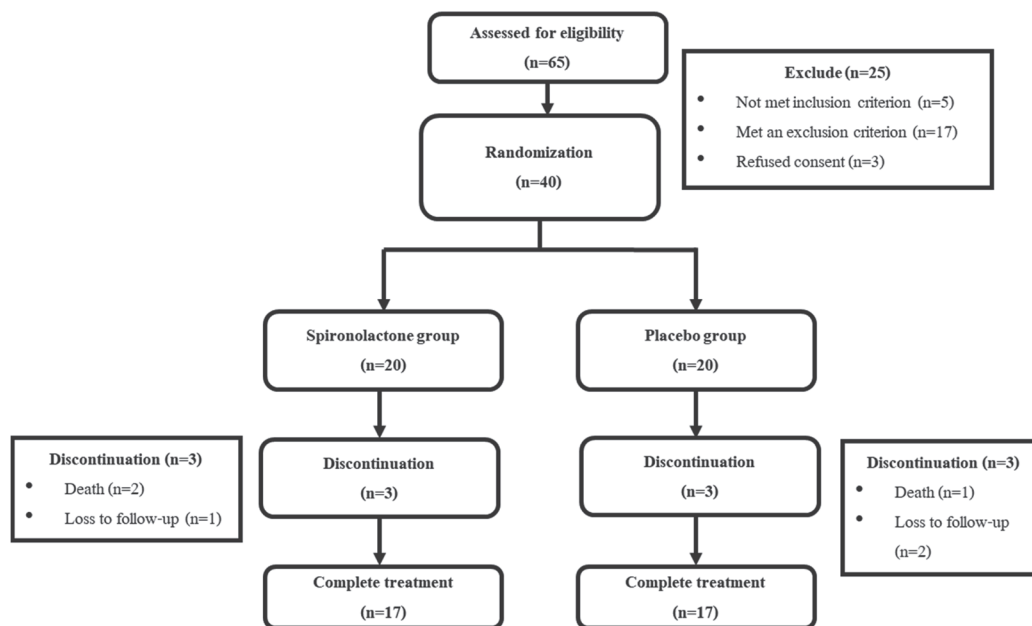 Assessed for eligibility
(n=65)
Exclude (n=25)
• Not met inclusion criterion (n=5)
• Met an exclusion criterion (n=17)
• Refused consent (n=3)
Randomization
(n=40)
Spironolactone group
(n=20)
Placebo group
(n=20)
Discontinuation (n=3)
• Death (n=2)
• Loss to follow-up (n=1)
Discontinuation
(n=3)
Discontinuation
(n=3)
Discontinuation (n=3)
• Death (n=1)
• Loss to follow-up
(n=2)
Complete treatment
(n=17)
Complete treatment
(n=17)